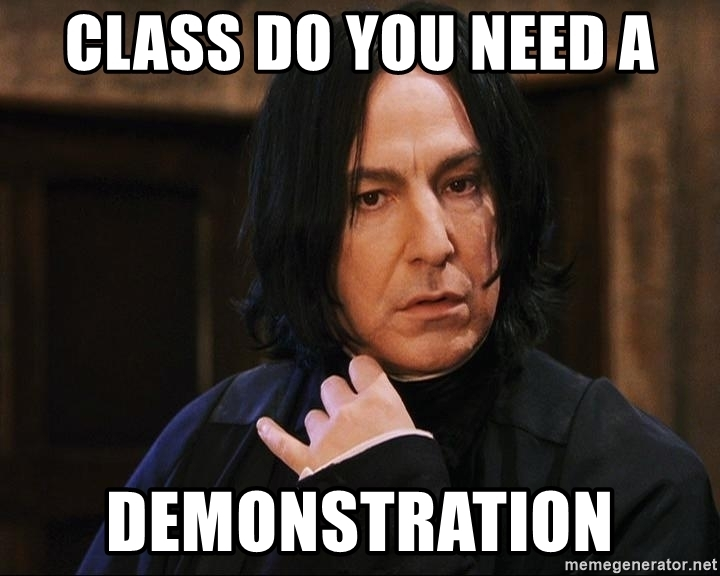 CLASS DO YOU NEED A
DEMONSTRATION
memegenerator.net